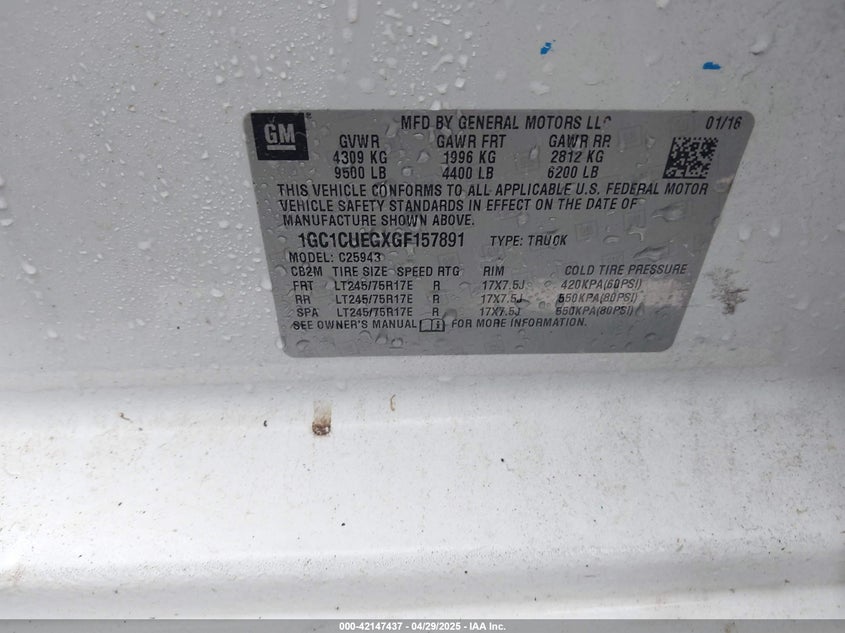 GM
MFD BY GENERAL MOTORS LLC 01/16
GVWR GAWR FRT GAWR RR
4309 KG 1996 KG 2812 KG
9500 LB 4400 LB 6200 LB
THIS VEHICLE CONFORMS TO ALL APPLICABLE U.S. FEDERAL MOTOR
VEHICLE SAFETY STANDARDS IN EFFECT ON THE DATE OF
MANUFACTURE SHOWN ABOVE.
1GC1CUEGXGF157891 TYPE: TRUCK
MODEL: C25943
CB2M TIRE SIZE SPEED RTG RIM COLD TIRE PRESSURE
FRT LT245/75R17E R 17X7.5J 420KPA(60PSI)
RR LT245/75R17E R 17X7.5J 550KPA(80PSI)
SPA LT245/75R17E R 17X7.5J 550KPA(80PSI)
SEE OWNER'S MANUAL FOR MORE INFORMATION.
000-42147437 - 04/29/2025 - IAA Inc.